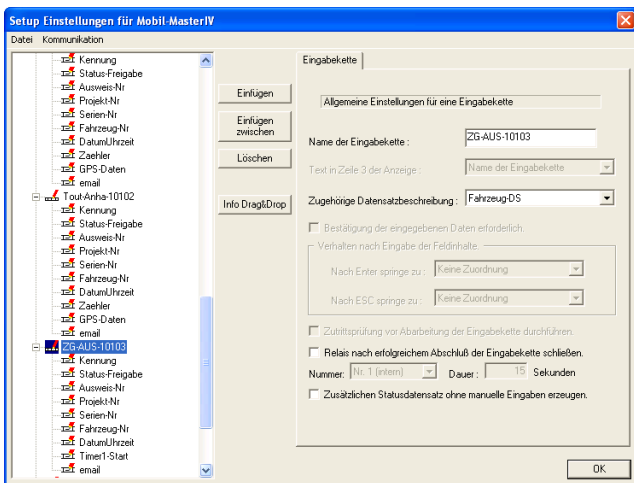 Setup Einstellungen für Mobil-MasterIV
Datei Kommunikation
Kennung
Status-Freigabe
Ausweis-Nr
Projekt-Nr
Serien-Nr
Fahrzeug-Nr
DatumUhrzeit
Zaehler
GPS-Daten
email
Tout-Anha-10102
Kennung
Status-Freigabe
Ausweis-Nr
Projekt-Nr
Serien-Nr
Fahrzeug-Nr
DatumUhrzeit
Zaehler
GPS-Daten
email
ZG-AUS-10103
Kennung
Status-Freigabe
Ausweis-Nr
Projekt-Nr
Serien-Nr
Fahrzeug-Nr
DatumUhrzeit
Timer1-Start
email
Einfügen
Einfügen
zwischen
Löschen
Info Drag&Drop
Eingabekette
Allgemeine Einstellungen für eine Eingabekette
Name der Eingabekette : ZG-AUS-10103
Text in Zeile 3 der Anzeige : Name der Eingabekette
Zugehörige Datensatzbeschreibung : Fahrzeug-DS
Bestätigung der eingegebenen Daten erforderlich.
Verhalten nach Eingabe der Feldinhalte.
Nach Enter springe zu : Keine Zuordnung
Nach ESC springe zu : Keine Zuordnung
Zutrittsprüfung vor Abarbeitung der Eingabekette durchführen.
Relais nach erfolgreichem Abschluß der Eingabekette schließen.
Nummer: Nr. 1 (intern) Dauer : 15 Sekunden
Zusätzlichen Statusdatensatz ohne manuelle Eingaben erzeugen.
OK